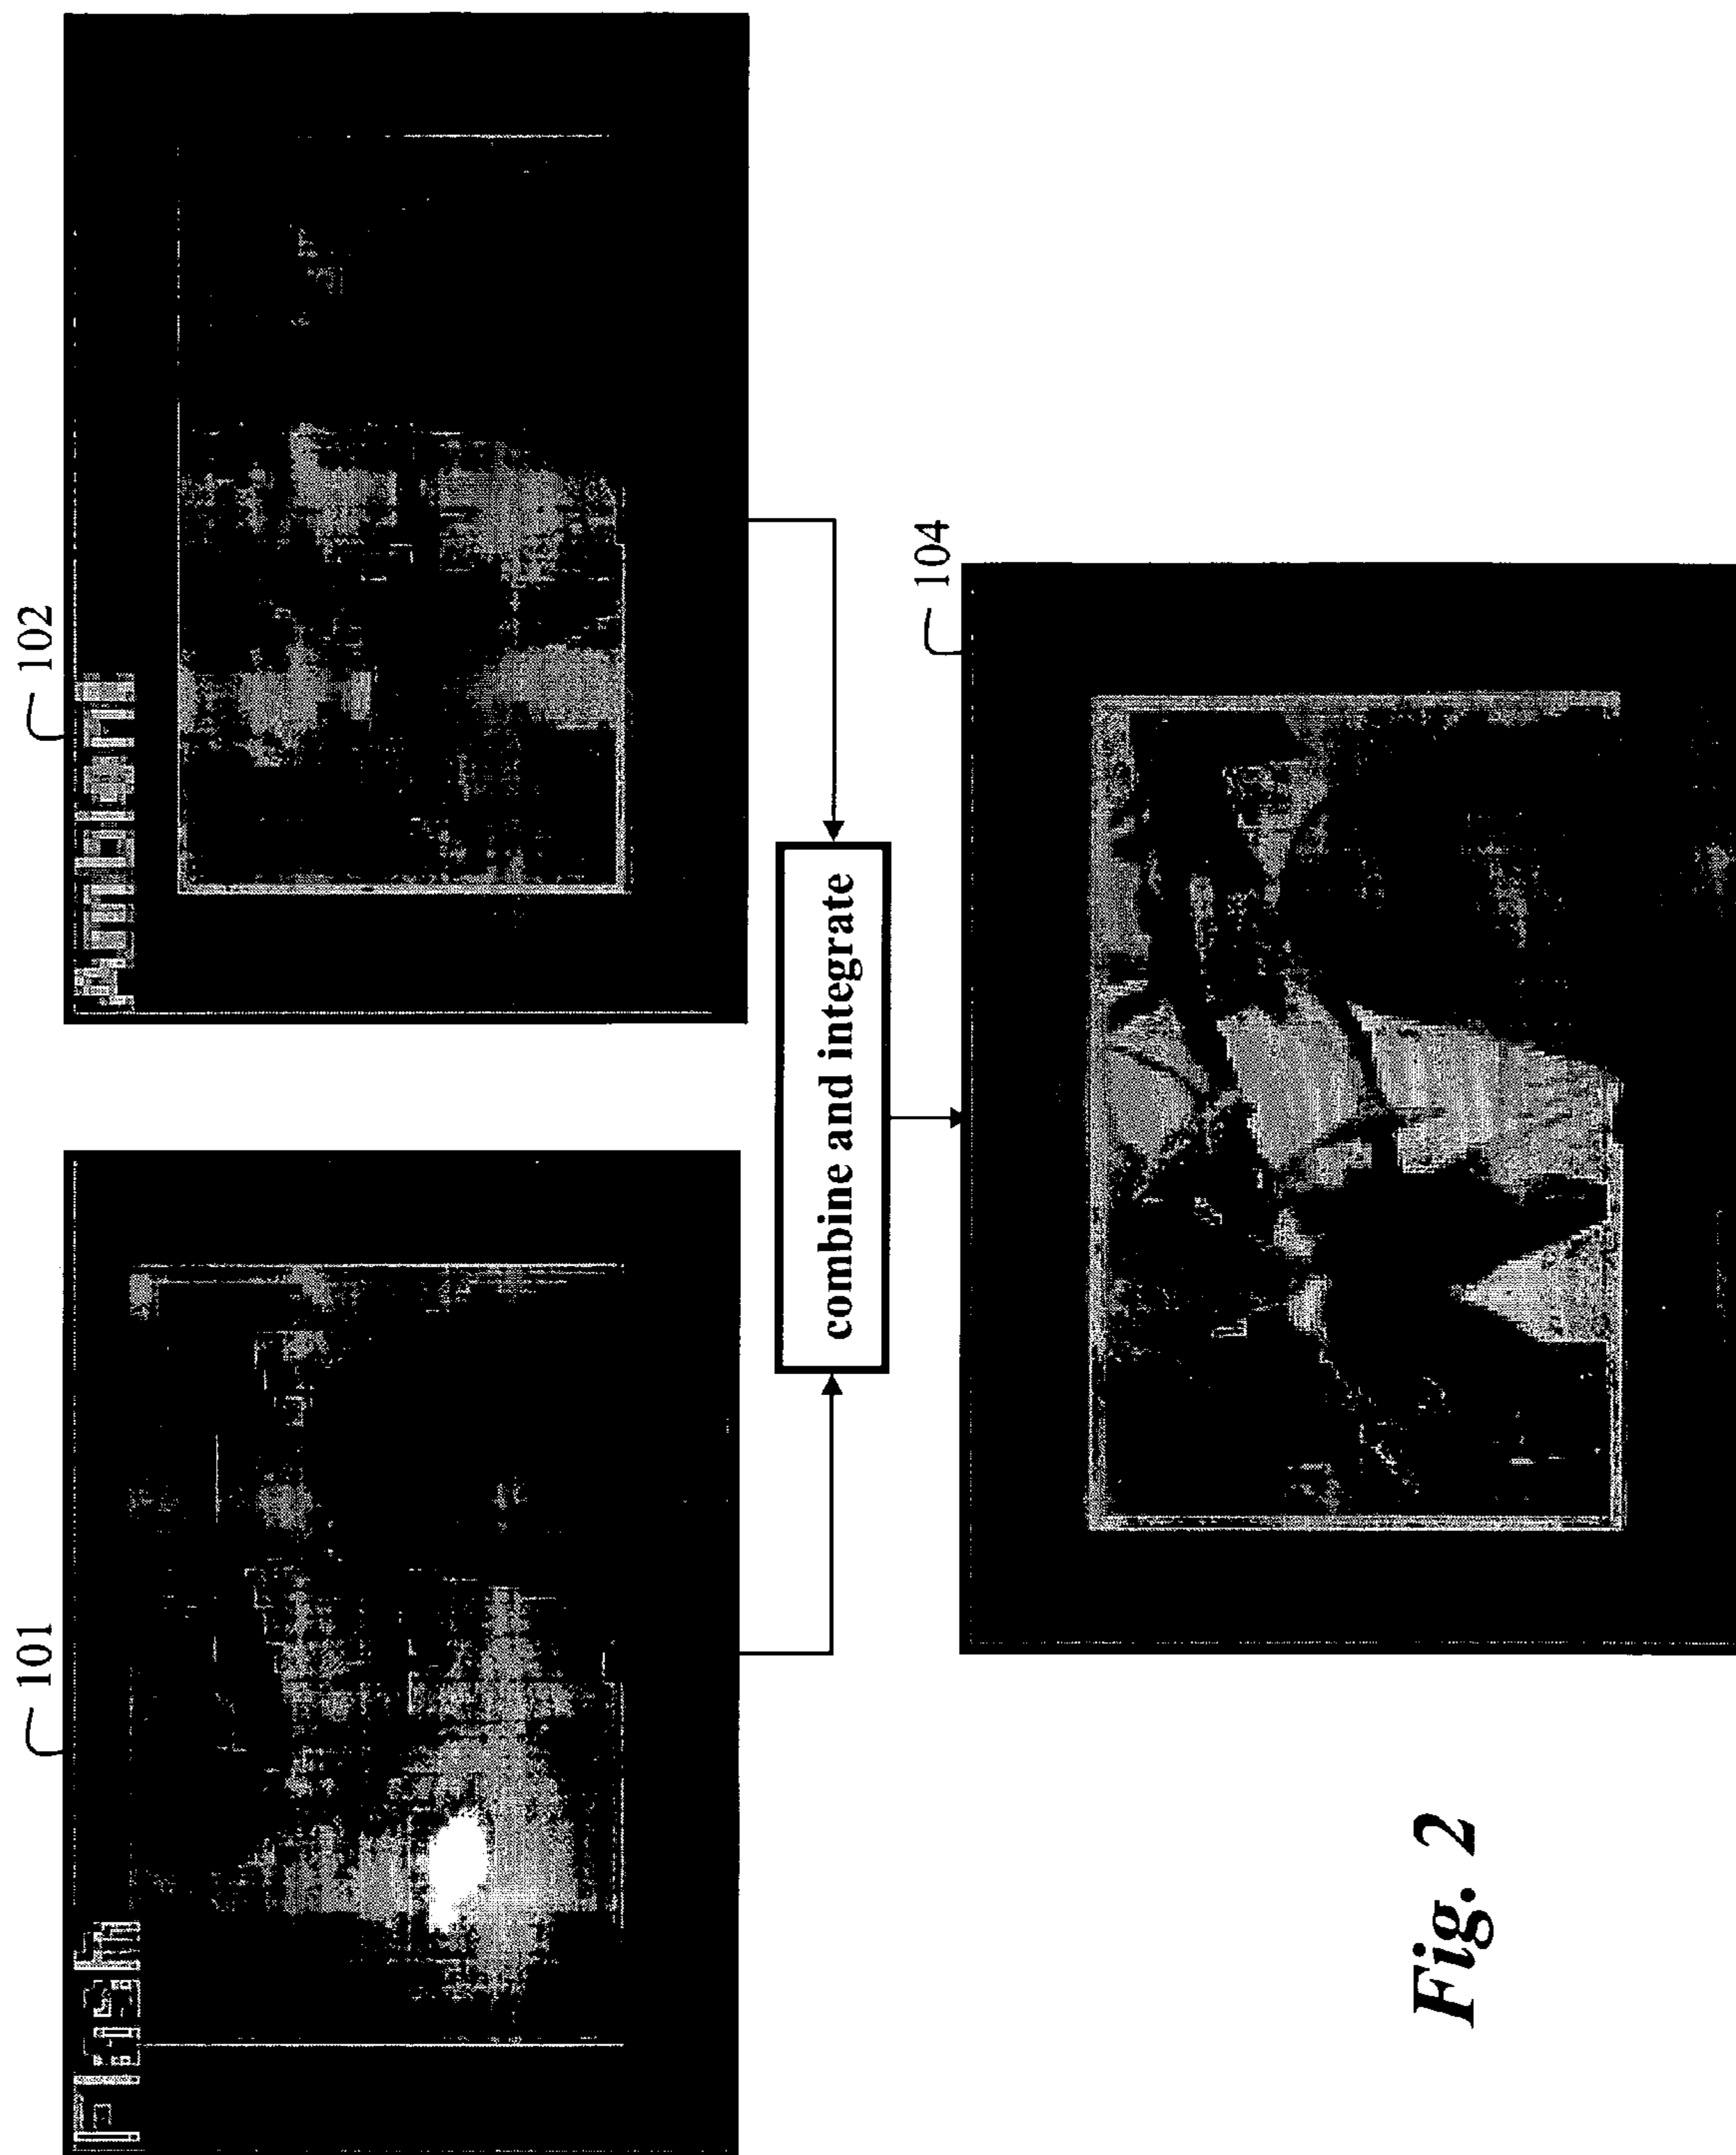 101
Flash
102
Ambient
combine and integrate
104
Fig. 2